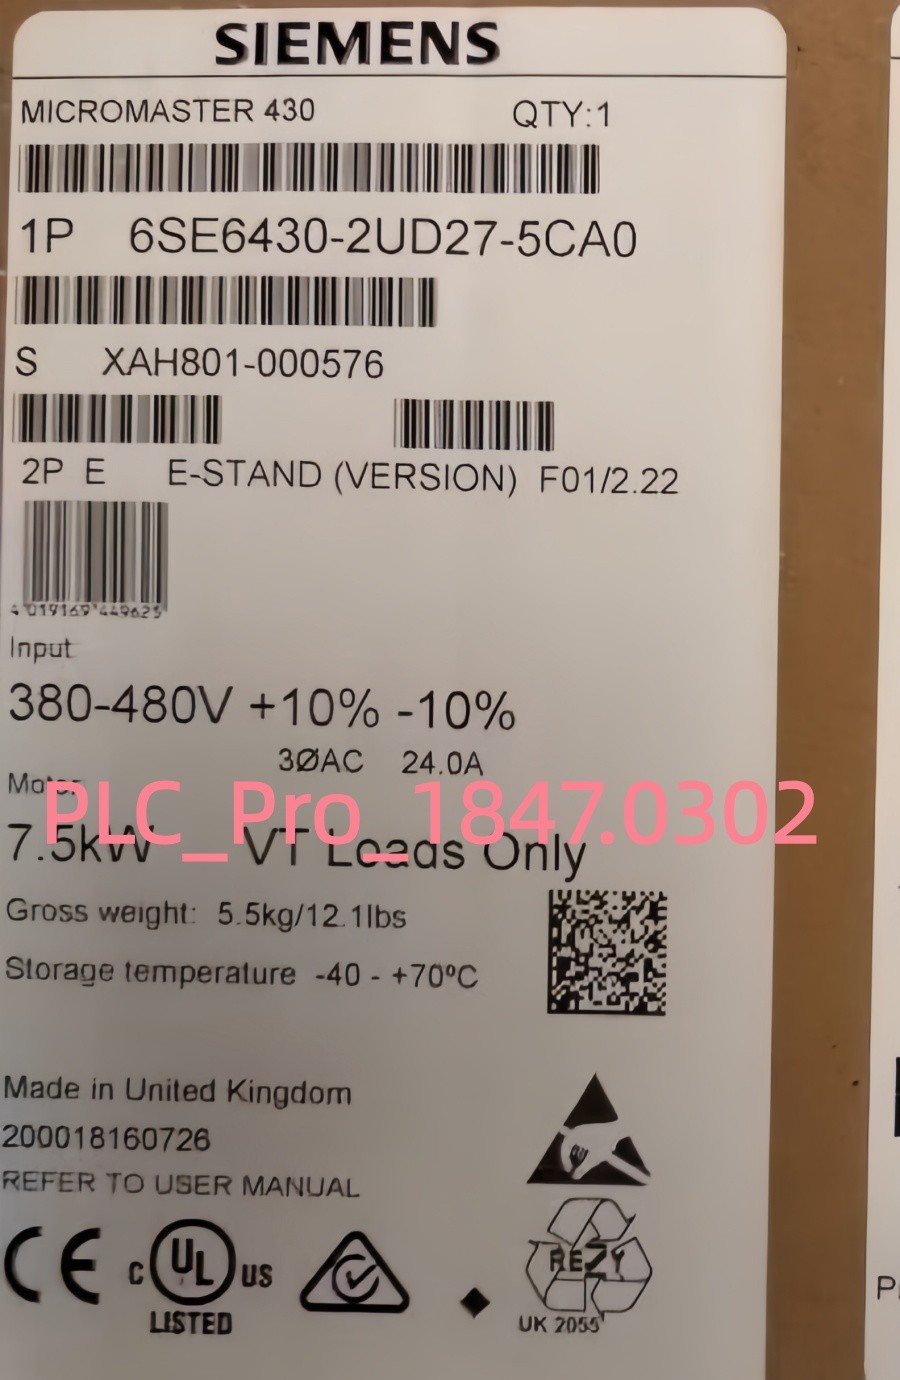 SIEMENS
MICROMASTER 430 QTY:1
1P 6SE6430-2UD27-5CA0
S XAH801-000576
2P E E-STAND (VERSION) F01/2.22
4 019169 449625
Input
380-480V +10% -10%
3ØAC 24.0A
Motor
PLC_Pro_1847.0302
7.5kW VT Loads Only
Gross weight: 5.5kg/12.1lbs
Storage temperature -40 - +70ºC
Made in United Kingdom
200018160726
REFER TO USER MANUAL
CE C UL US
LISTED
RESY
UK 2055